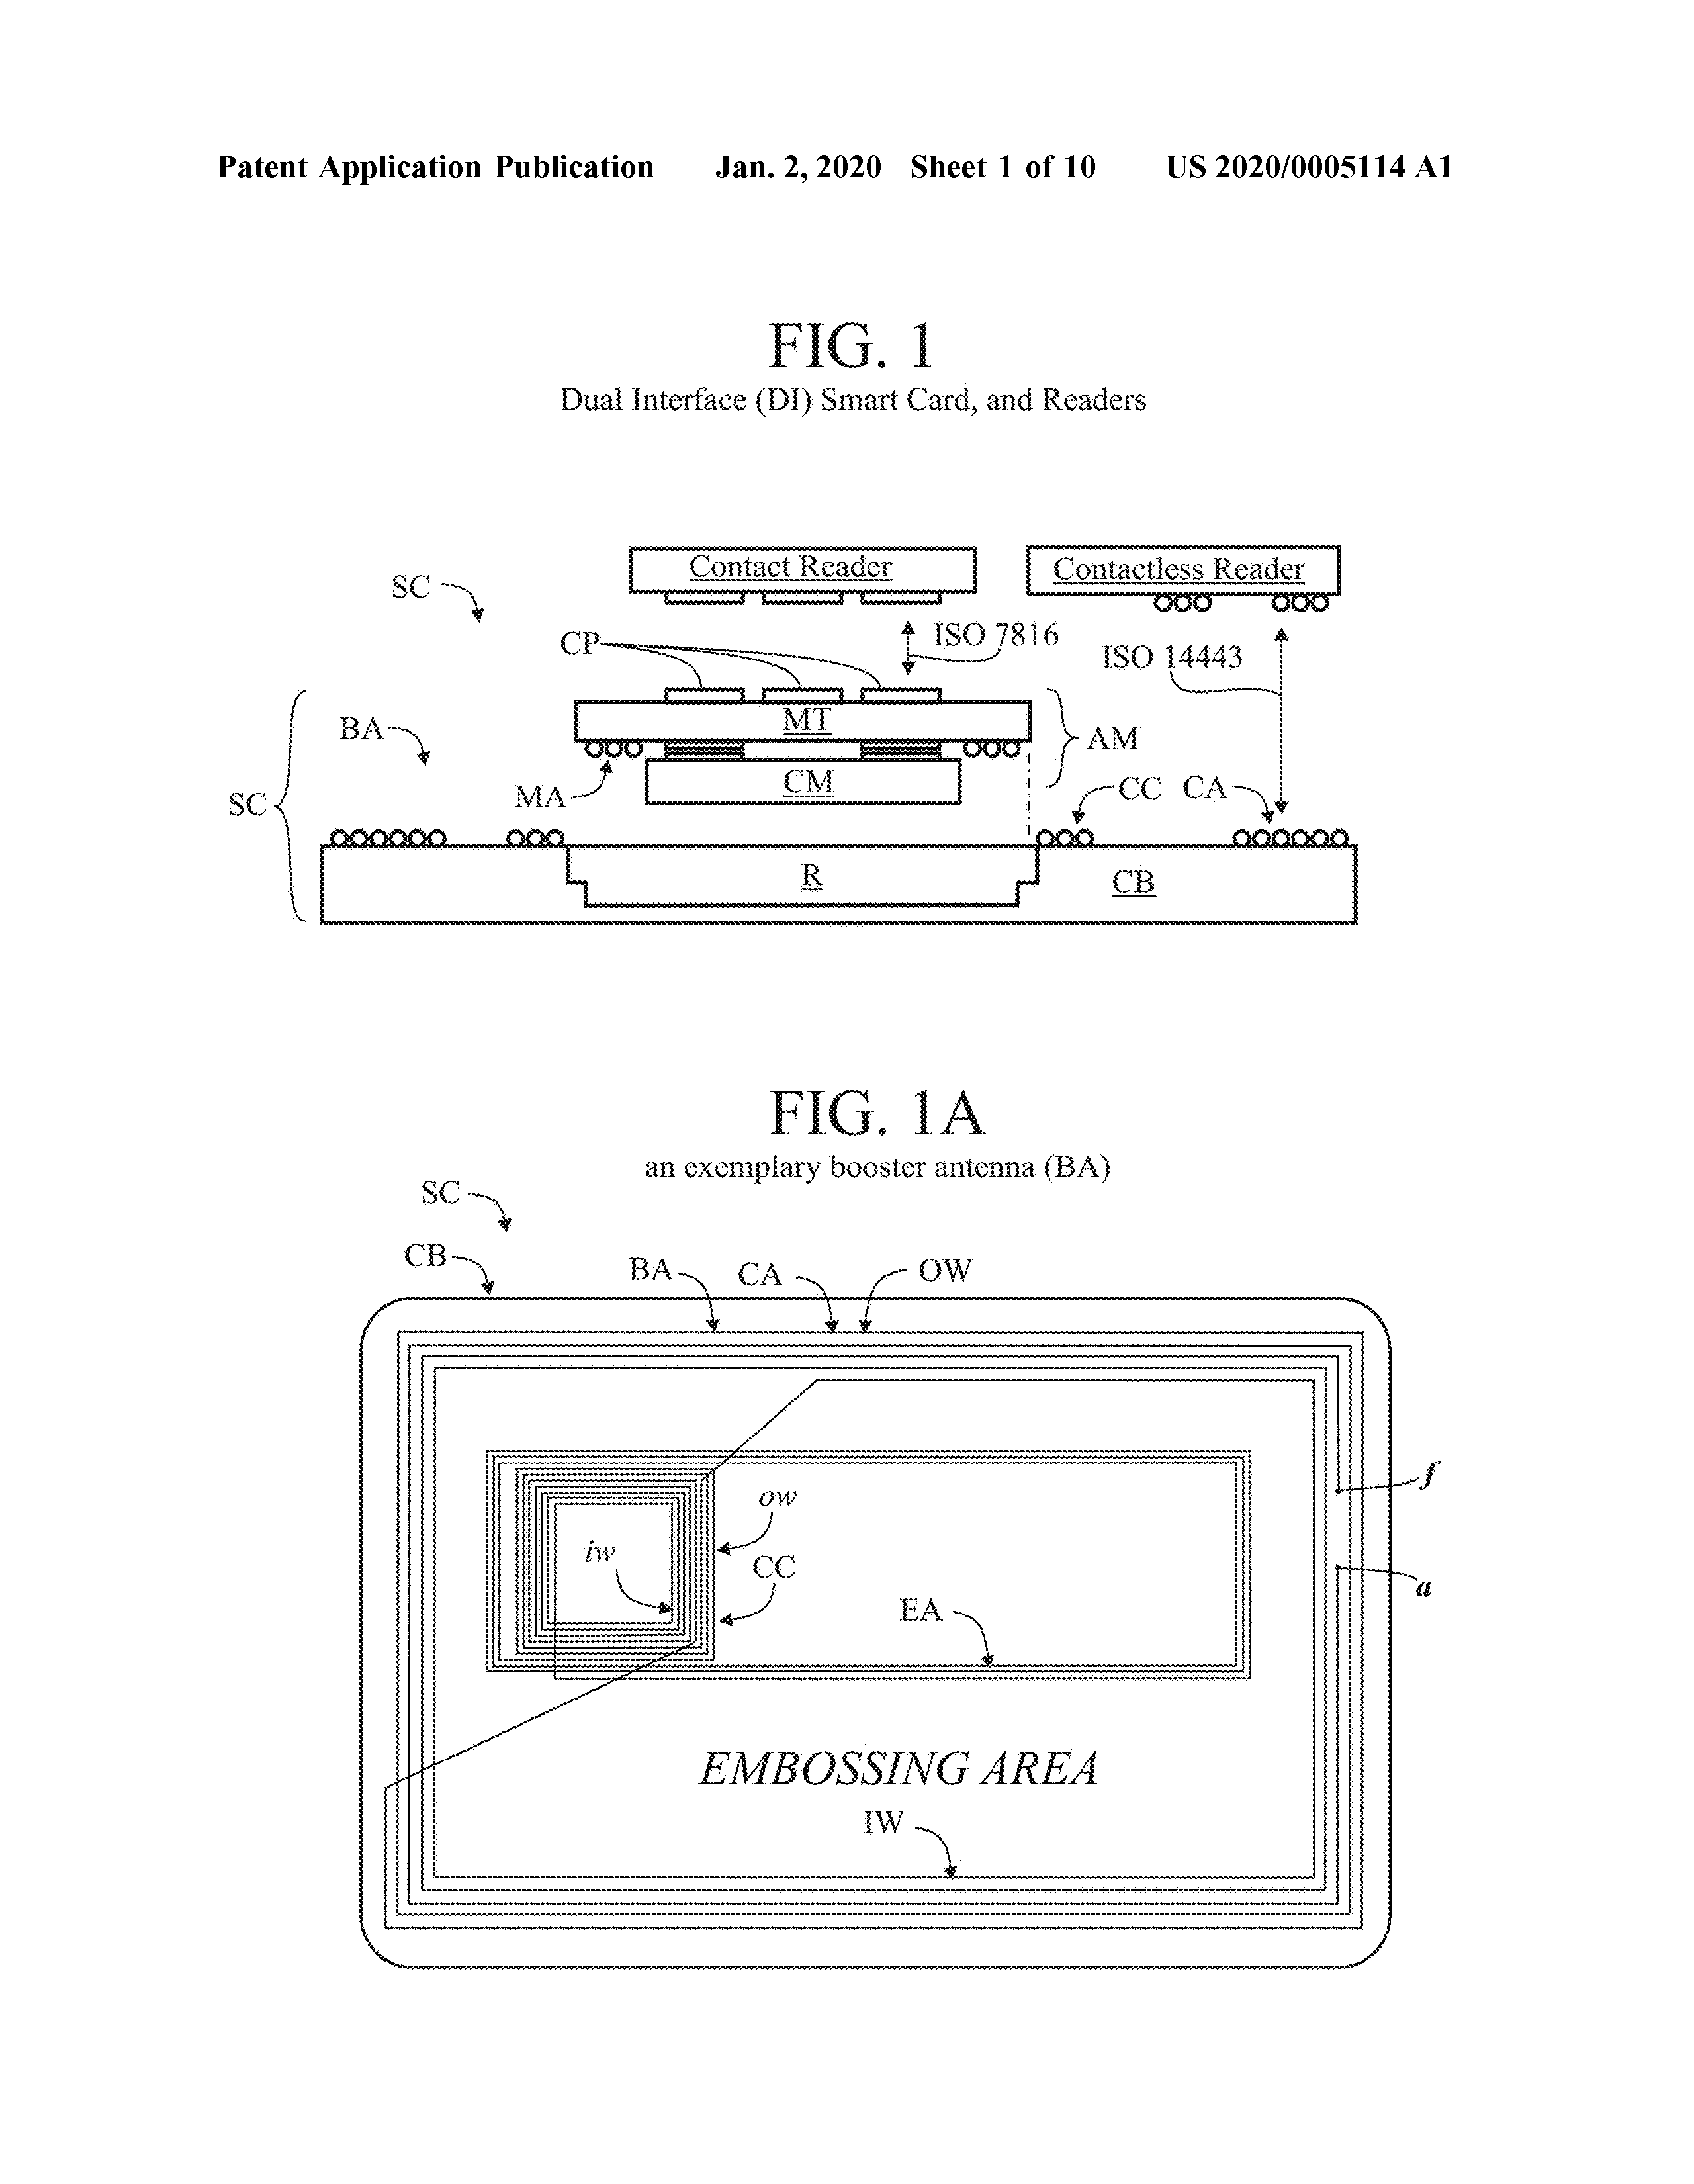 Patent Application Publication Jan. 2, 2020 Sheet 1 of 10 US 2020/0005114 A1
FIG. 1
Dual Interface (DI) Smart Card, and Readers
Contact Reader
Contactless Reader
SC
CP
ISO 7816
ISO 14443
MT
BA
AM
MA
CM
CC CA
SC
R
CB
FIG. 1A
an exemplary booster antenna (BA)
SC
CB
BA CA OW
f
ow
iw
CC
a
EA
EMBOSSING AREA
IW